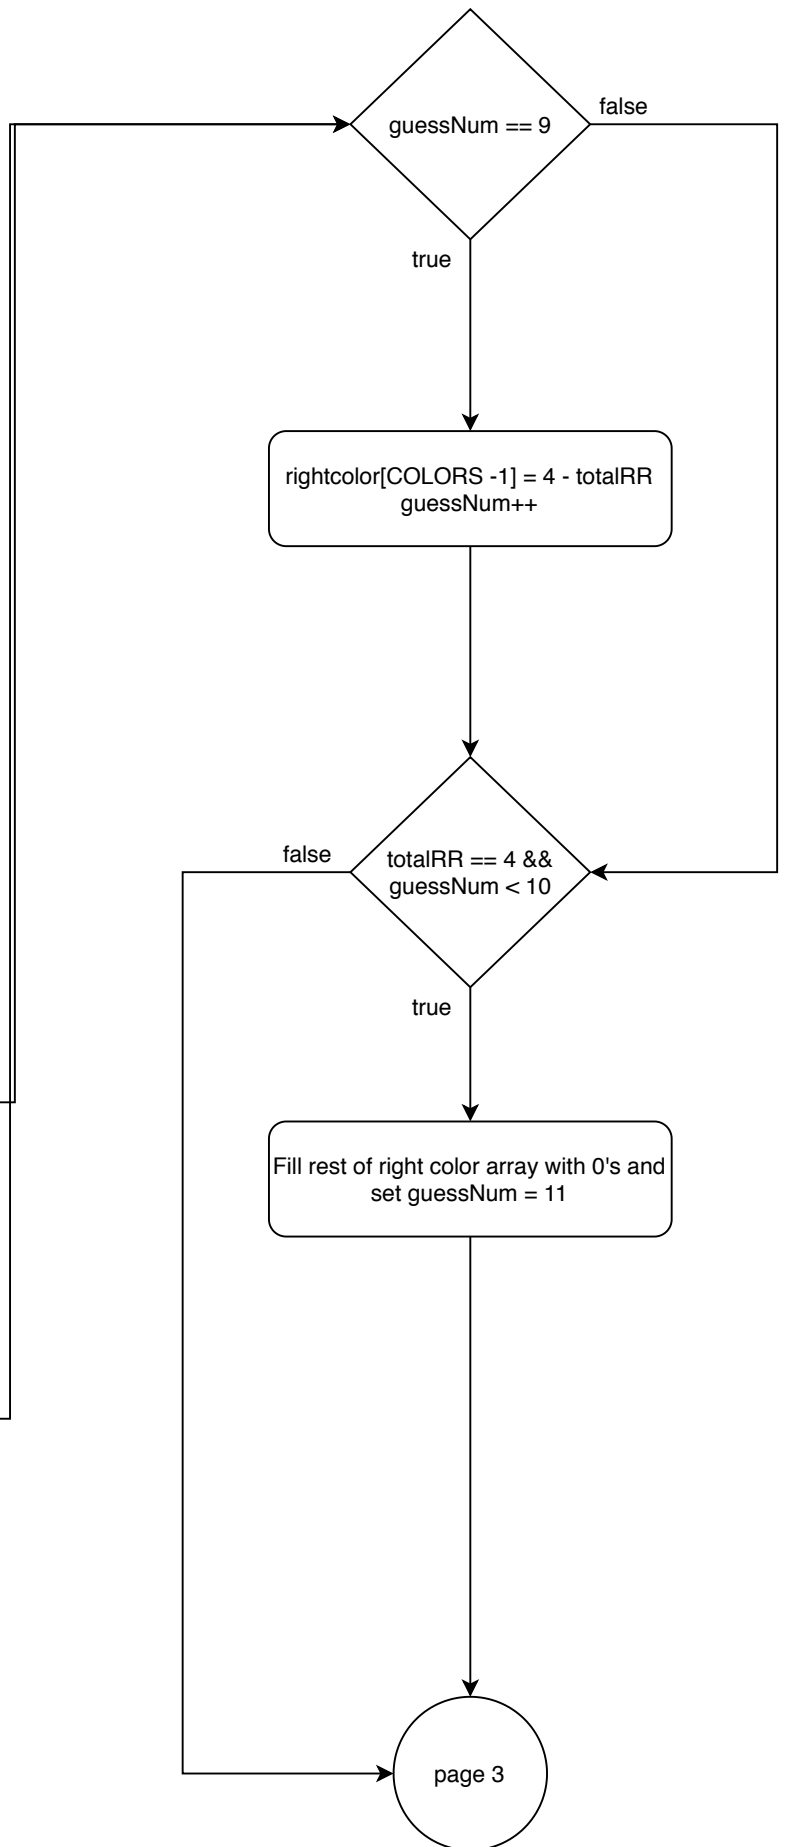 guessNum == 9
false
true
rightcolor[COLORS -1] = 4 - totalRR
guessNum++
false
totalRR == 4 &&
guessNum < 10
true
Fill rest of right color array with 0's and
set guessNum = 11
page 3